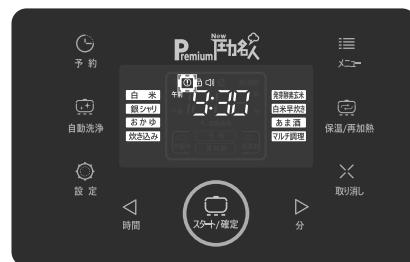 New
Premium 圧力名人
予 約
メニュー
午前 9:30
白 米
銀シャリ
おかゆ
炊き込み
発芽酵素玄米
白米早炊き
あま酒
マルチ調理
自動洗浄
保温/再加熱
設 定
取り消し
時間
スタート/確定
分